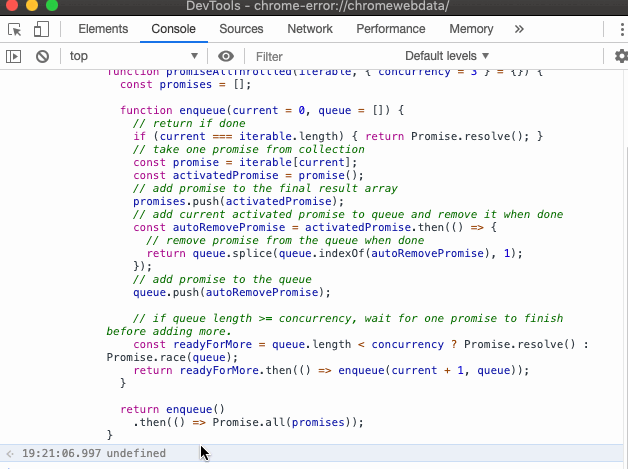 DevTools - chrome-error://chromewebdata/
Elements Console Sources Network Performance Memory »
top ▼ Filter Default levels ▼
function promiseAllThrottled(iterable, { concurrency = 3 } = {}) {
const promises = [];
function enqueue(current = 0, queue = []) {
// return if done
if (current === iterable.length) { return Promise.resolve(); }
// take one promise from collection
const promise = iterable[current];
const activatedPromise = promise();
// add promise to the final result array
promises.push(activatedPromise);
// add current activated promise to queue and remove it when done
const autoRemovePromise = activatedPromise.then(() => {
// remove promise from the queue when done
return queue.splice(queue.indexOf(autoRemovePromise), 1);
});
// add promise to the queue
queue.push(autoRemovePromise);
// if queue length >= concurrency, wait for one promise to finish
before adding more.
const readyForMore = queue.length < concurrency ? Promise.resolve() :
Promise.race(queue);
return readyForMore.then(() => enqueue(current + 1, queue));
}
return enqueue()
.then(() => Promise.all(promises));
}
19:21:06.997 undefined